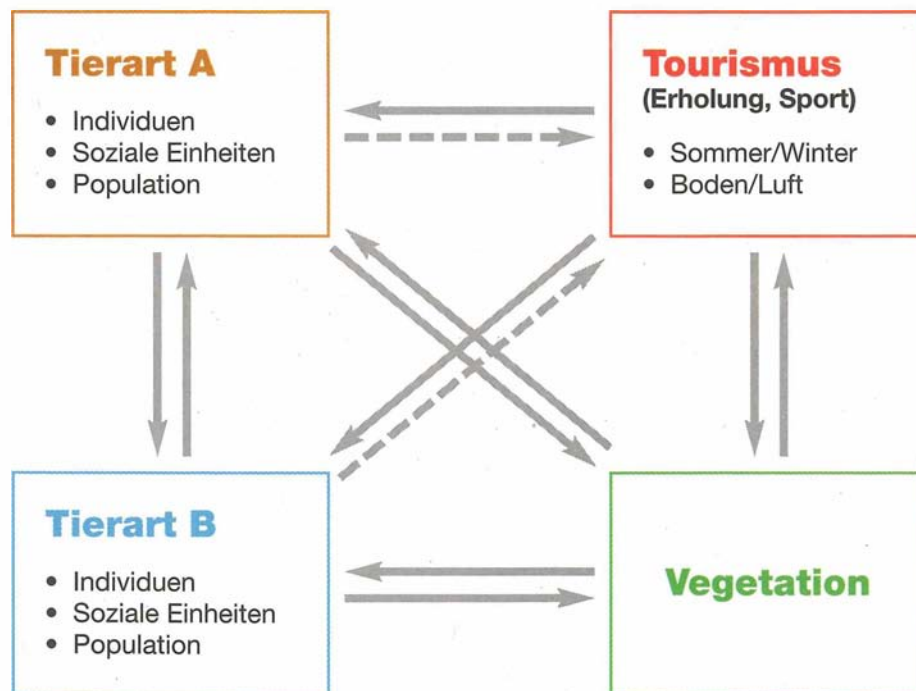 Tierart A
• Individuen
• Soziale Einheiten
• Population
Tourismus
(Erholung, Sport)
• Sommer/Winter
• Boden/Luft
Tierart B
• Individuen
• Soziale Einheiten
• Population
Vegetation